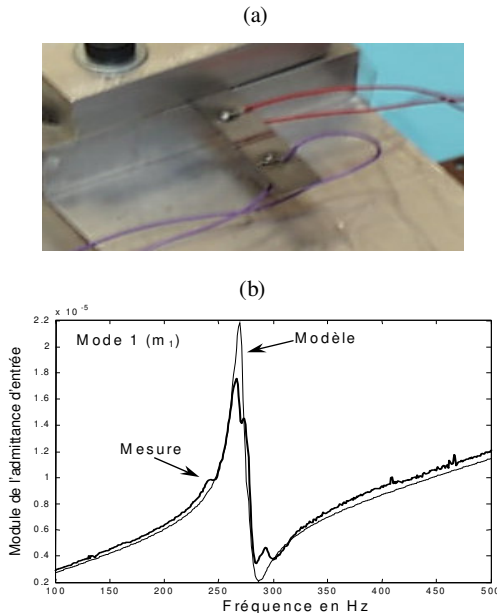 (a)
(b)
x 10 -5
2.2
2
1.8
1.6
1.4
1.2
1
0.8
0.6
0.4
0.2
Mode 1 (m 1)
Modèle
Mesure
Module de l'admittance d'entrée
100 150 200 250 300 350 400 450 500
Fréquence en Hz